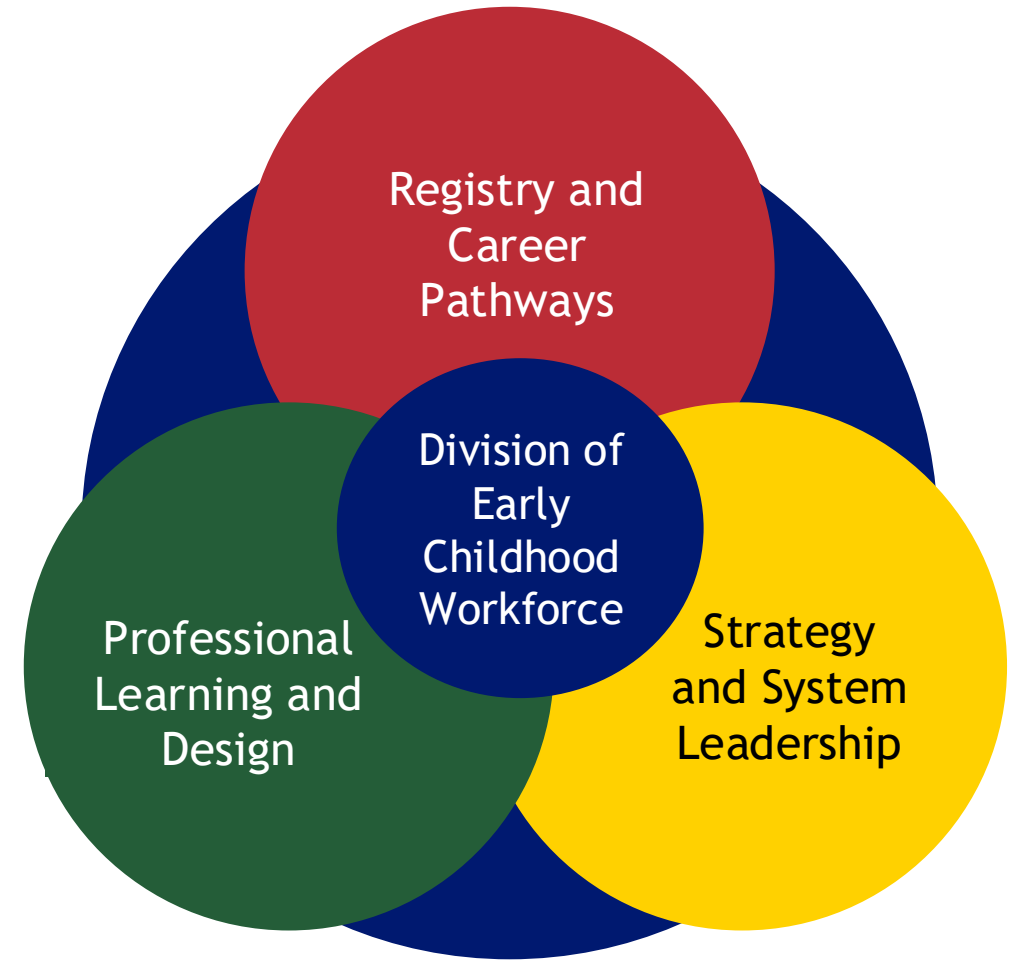 Registry and
Career
Pathways
Division of
Early
Childhood
Workforce
Professional
Learning and
Design
Strategy
and System
Leadership